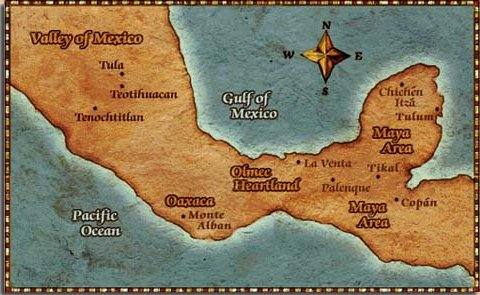 N
W E
S
Valley of Mexico
Tula
Teotihuacan
Tenochtitlan
Gulf of
Mexico
Chichén
Itzá
Tulum
Maya
Area
Olmec
Heartland
La Venta
Tikal
Palenque
Oaxaca
Monte
Alban
Maya
Area
Copán
Pacific
Ocean